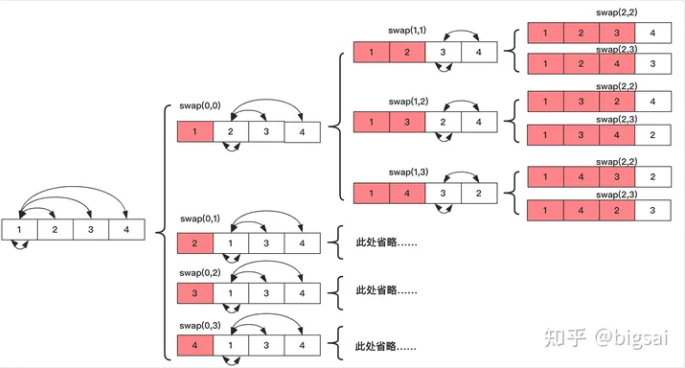 swap(2,2)
1 2 3 4
swap(2,3)
1 2 4 3
swap(1,1)
1 2 3 4
swap(2,2)
1 3 2 4
swap(2,3)
1 3 4 2
swap(1,2)
1 3 2 4
swap(0,0)
1 2 3 4
swap(2,2)
1 4 3 2
swap(2,3)
1 4 2 3
swap(1,3)
1 4 3 2
1 2 3 4
swap(0,1)
2 1 3 4
此处省略……
swap(0,2)
3 1 3 4
此处省略……
swap(0,3)
4 1 3 4
此处省略……
知乎 @bigsai